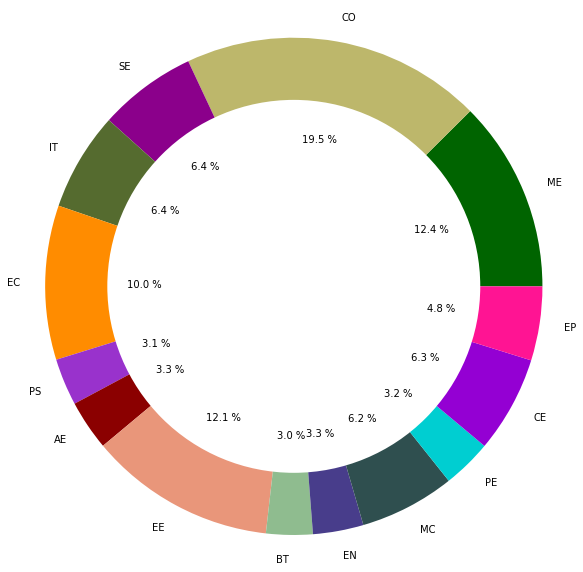 CO
SE
19.5 %
IT
6.4 %
ME
6.4 %
12.4 %
EC
10.0 %
4.8 %
EP
3.1 %
6.3 %
3.3 %
PS
3.2 %
CE
12.1 %
6.2 %
AE
3.0 %
3.3 %
PE
EE
MC
BT
EN